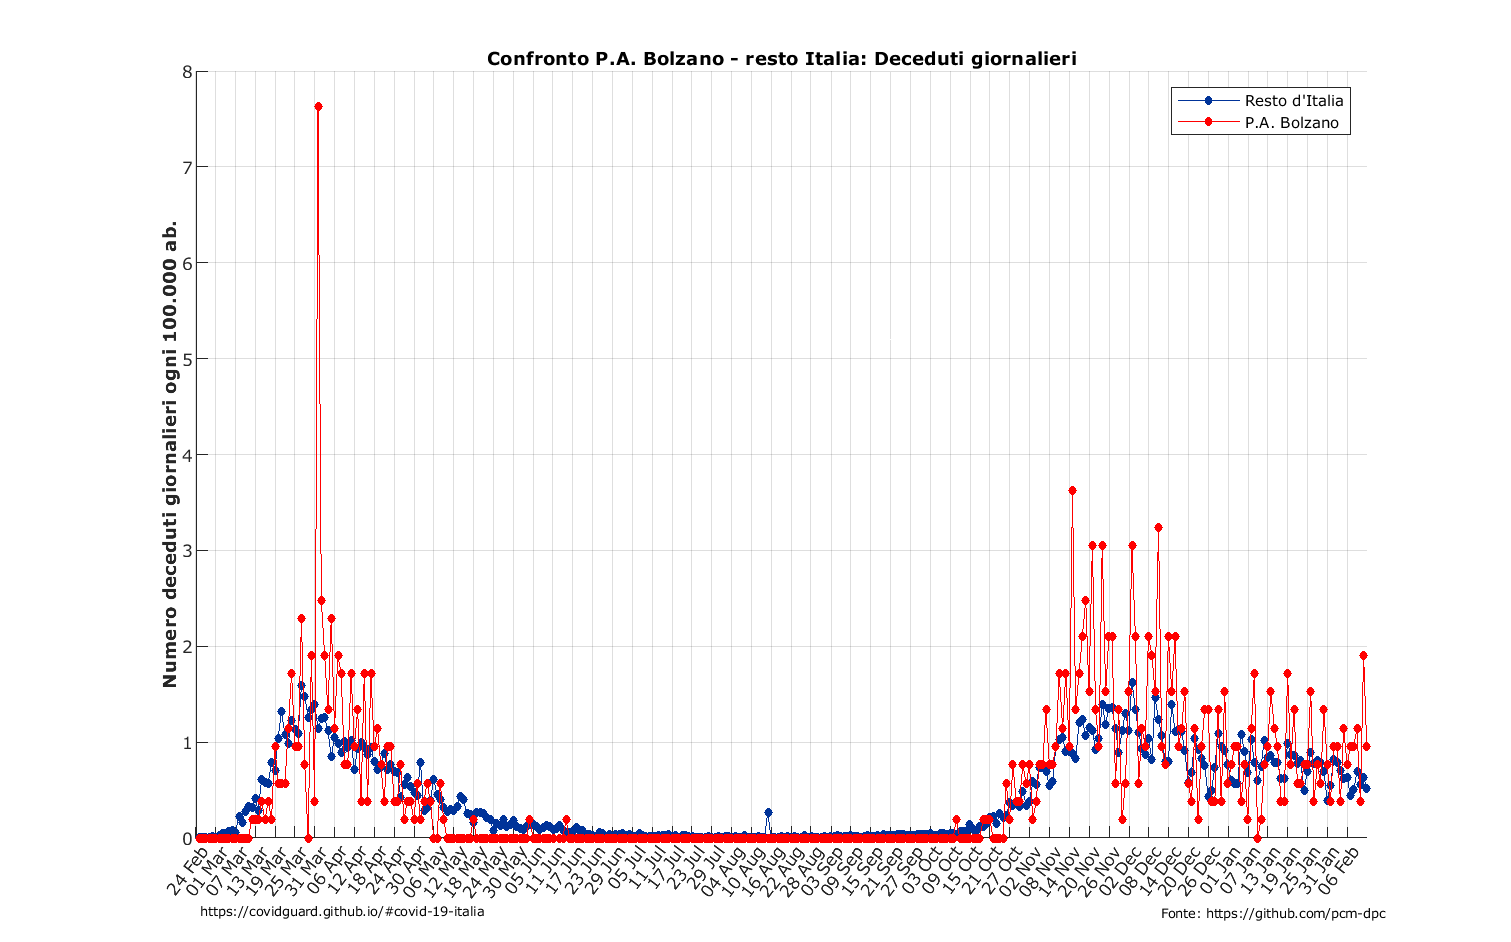 Confronto P.A. Bolzano - resto Italia: Deceduti giornalieri
Resto d'Italia
P.A. Bolzano
Numero deceduti giornalieri ogni 100.000 ab.
8
7
6
5
4
3
2
1
0
24 Feb
01 Mar
07 Mar
13 Mar
19 Mar
25 Mar
31 Mar
06 Apr
12 Apr
18 Apr
24 Apr
30 Apr
06 May
12 May
18 May
24 May
30 May
05 Jun
11 Jun
17 Jun
23 Jun
29 Jun
05 Jul
11 Jul
17 Jul
23 Jul
29 Jul
04 Aug
10 Aug
16 Aug
22 Aug
28 Aug
03 Sep
09 Sep
15 Sep
21 Sep
27 Sep
03 Oct
09 Oct
15 Oct
21 Oct
27 Oct
02 Nov
08 Nov
14 Nov
20 Nov
26 Nov
02 Dec
08 Dec
14 Dec
20 Dec
26 Dec
01 Jan
07 Jan
13 Jan
19 Jan
25 Jan
31 Jan
06 Feb
https://covidguard.github.io/#covid-19-italia
Fonte: https://github.com/pcm-dpc